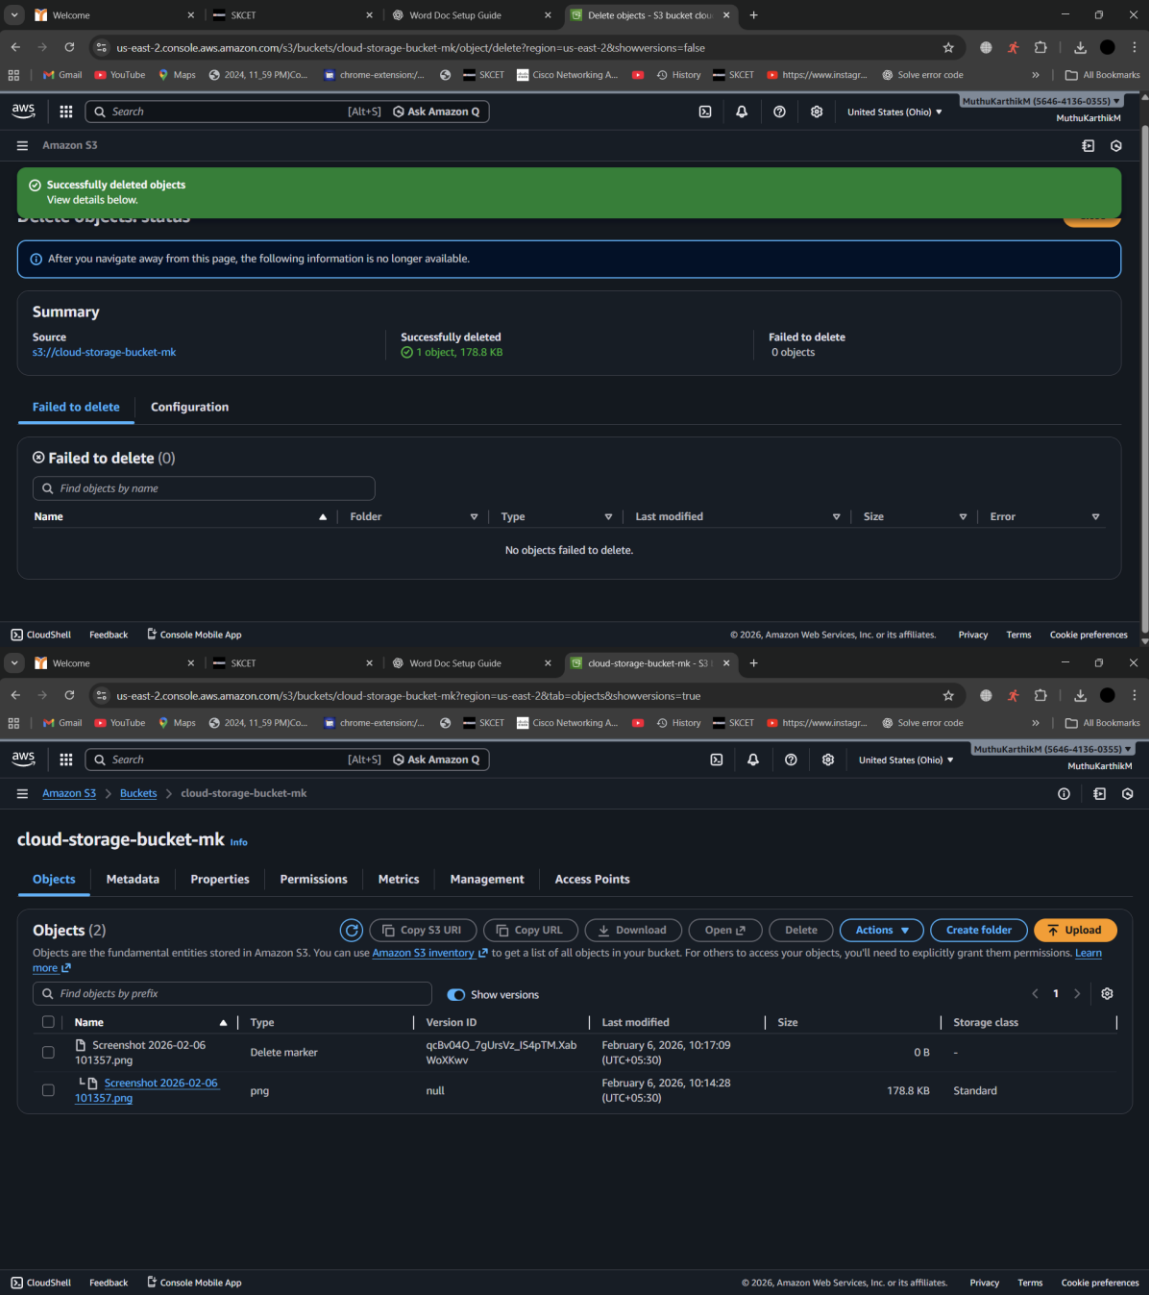 Welcome
SKCET
Word Doc Setup Guide
Delete objects - S3 bucket clou
us-east-2.console.aws.amazon.com/s3/buckets/cloud-storage-bucket-mk/object/delete?region=us-east-2&showversions=false
Gmail
YouTube
Maps
2024, 11_59 PM)Co...
chrome-extension:/...
SKCET
Cisco Networking A...
History
SKCET
https://www.instagr...
Solve error code
All Bookmarks
aws
Search
[Alt+S]
Ask Amazon Q
United States (Ohio)
MuthuKarthikM (5646-4136-0355)
MuthuKarthikM
Amazon S3
Successfully deleted objects
View details below.
Delete objects: status
After you navigate away from this page, the following information is no longer available.
Summary
Source
s3://cloud-storage-bucket-mk
Successfully deleted
1 object, 178.8 KB
Failed to delete
0 objects
Failed to delete
Configuration
Failed to delete (0)
Find objects by name
Name
Folder
Type
Last modified
Size
Error
No objects failed to delete.
CloudShell
Feedback
Console Mobile App
© 2026, Amazon Web Services, Inc. or its affiliates.
Privacy
Terms
Cookie preferences
Welcome
SKCET
Word Doc Setup Guide
cloud-storage-bucket-mk - S3
us-east-2.console.aws.amazon.com/s3/buckets/cloud-storage-bucket-mk?region=us-east-2&tab=objects&showversions=true
Gmail
YouTube
Maps
2024, 11_59 PM)Co...
chrome-extension:/...
SKCET
Cisco Networking A...
History
SKCET
https://www.instagr...
Solve error code
All Bookmarks
aws
Search
[Alt+S]
Ask Amazon Q
United States (Ohio)
MuthuKarthikM (5646-4136-0355)
MuthuKarthikM
Amazon S3
Buckets
cloud-storage-bucket-mk
cloud-storage-bucket-mk Info
Objects
Metadata
Properties
Permissions
Metrics
Management
Access Points
Objects (2)
Copy S3 URI
Copy URL
Download
Open
Delete
Actions
Create folder
Upload
Objects are the fundamental entities stored in Amazon S3. You can use Amazon S3 inventory to get a list of all objects in your bucket. For others to access your objects, you'll need to explicitly grant them permissions. Learn
more
Find objects by prefix
Show versions
1
Name
Type
Version ID
Last modified
Size
Storage class
Screenshot 2026-02-06
101357.png
Delete marker
qcBv04O_7gUrsVz_IS4pTM.Xab
WoXKwv
February 6, 2026, 10:17:09
(UTC+05:30)
0 B
-
Screenshot 2026-02-06
101357.png
png
null
February 6, 2026, 10:14:28
(UTC+05:30)
178.8 KB
Standard
CloudShell
Feedback
Console Mobile App
© 2026, Amazon Web Services, Inc. or its affiliates.
Privacy
Terms
Cookie preferences